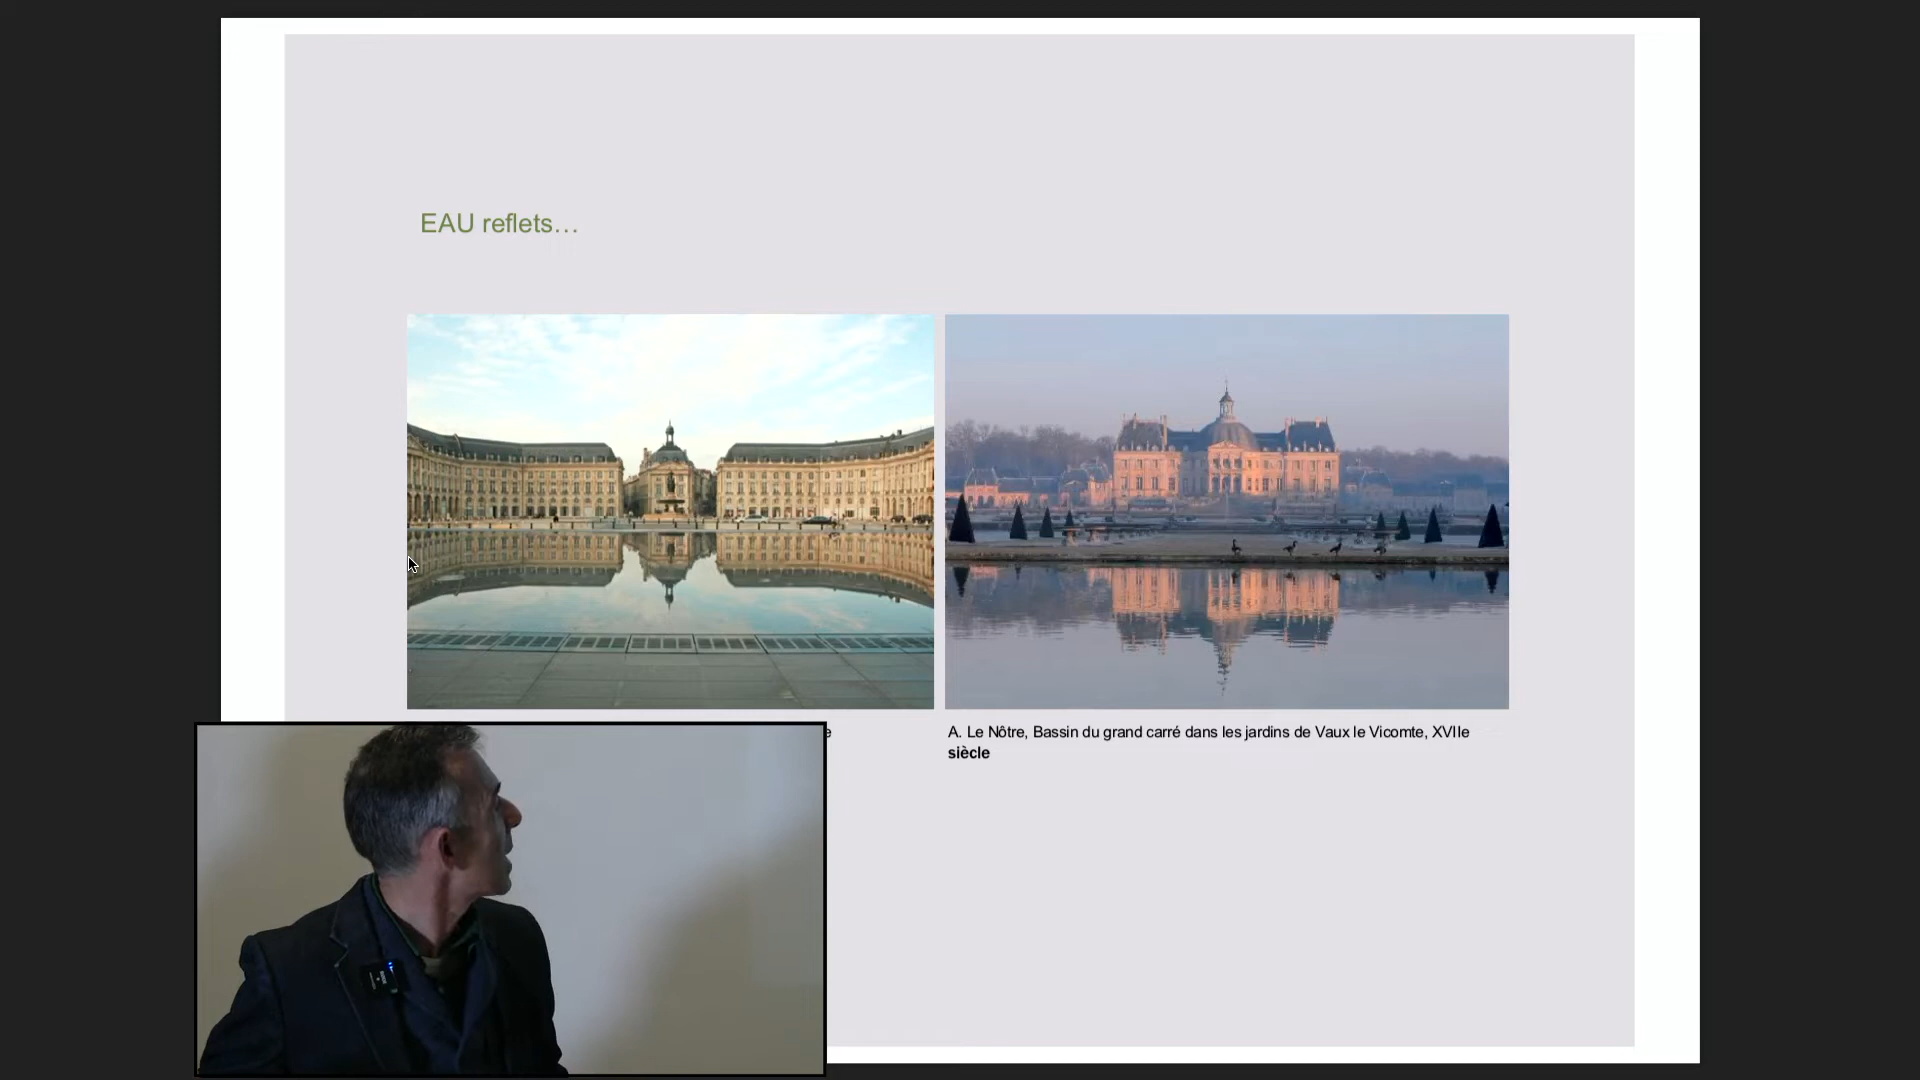 EAU reflets…
A. Le Nôtre, Bassin du grand carré dans les jardins de Vaux le Vicomte, XVIIe
siècle